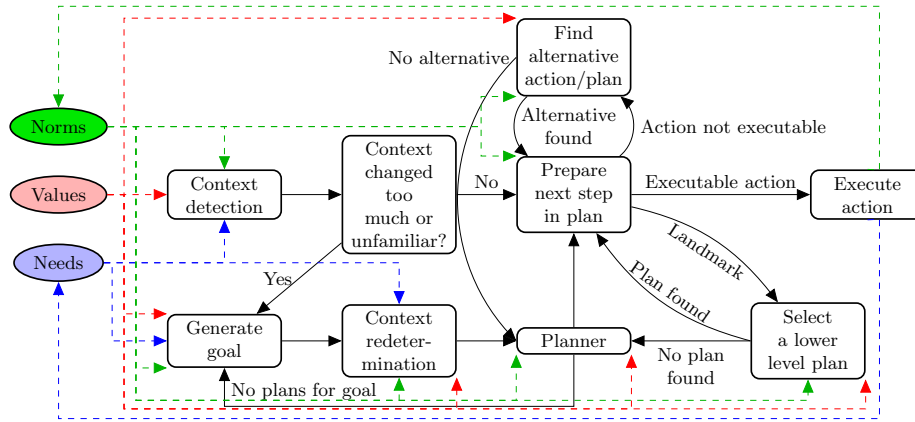 Find
alternative
action/plan
No alternative
Norms
Alternative
found
Action not executable
Context
changed
too
much or
unfamiliar?
Values
Context
detection
No
Prepare
next step
in plan
Executable action
Execute
action
Needs
Yes
Landmark
Plan found
Generate
goal
Context
redeter-
mination
Planner
No plan
found
Select
a lower
level plan
No plans for goal